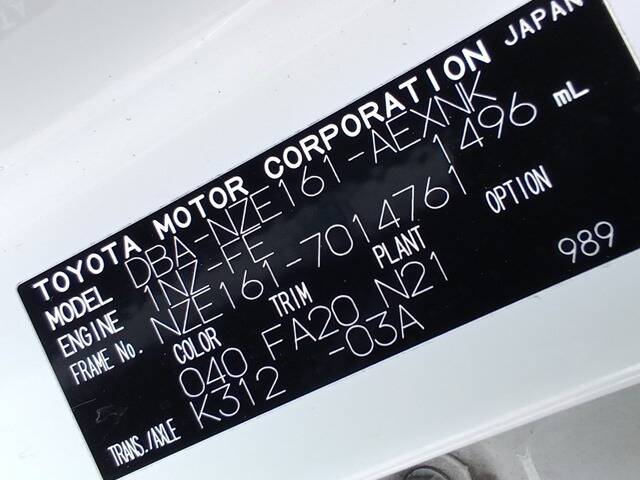 TOYOTA MOTOR CORPORATION JAPAN
MODEL DBA-NZE161-AEXNK
ENGINE 1NZ-FE 1496 mL
FRAME No. NZE161-7014761
COLOR TRIM PLANT OPTION
040 FA20 N21 989
TRANS./AXLE K312 -03A